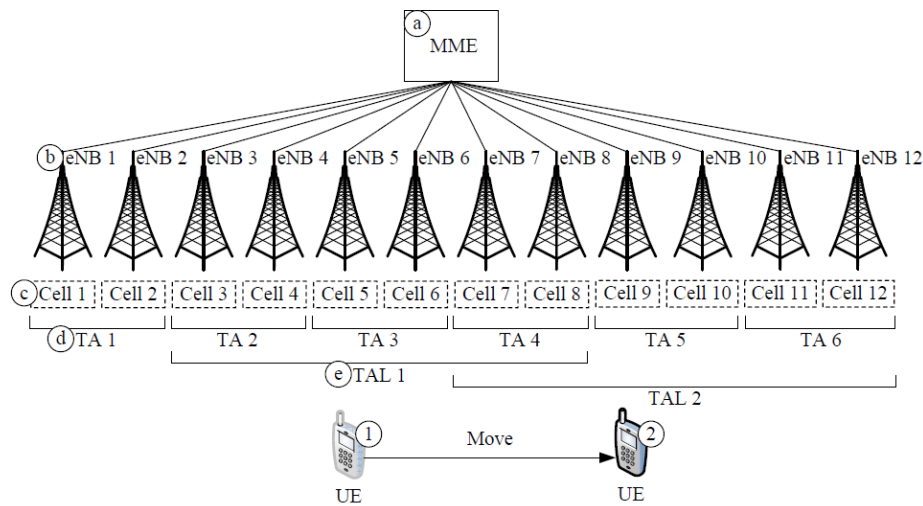 a
MME
b eNB 1 eNB 2 eNB 3 eNB 4 eNB 5 eNB 6 eNB 7 eNB 8 eNB 9 eNB 10 eNB 11 eNB 12
c Cell 1 Cell 2 Cell 3 Cell 4 Cell 5 Cell 6 Cell 7 Cell 8 Cell 9 Cell 10 Cell 11 Cell 12
d TA 1 TA 2 TA 3 TA 4 TA 5 TA 6
e TAL 1
TAL 2
1 Move 2
UE UE